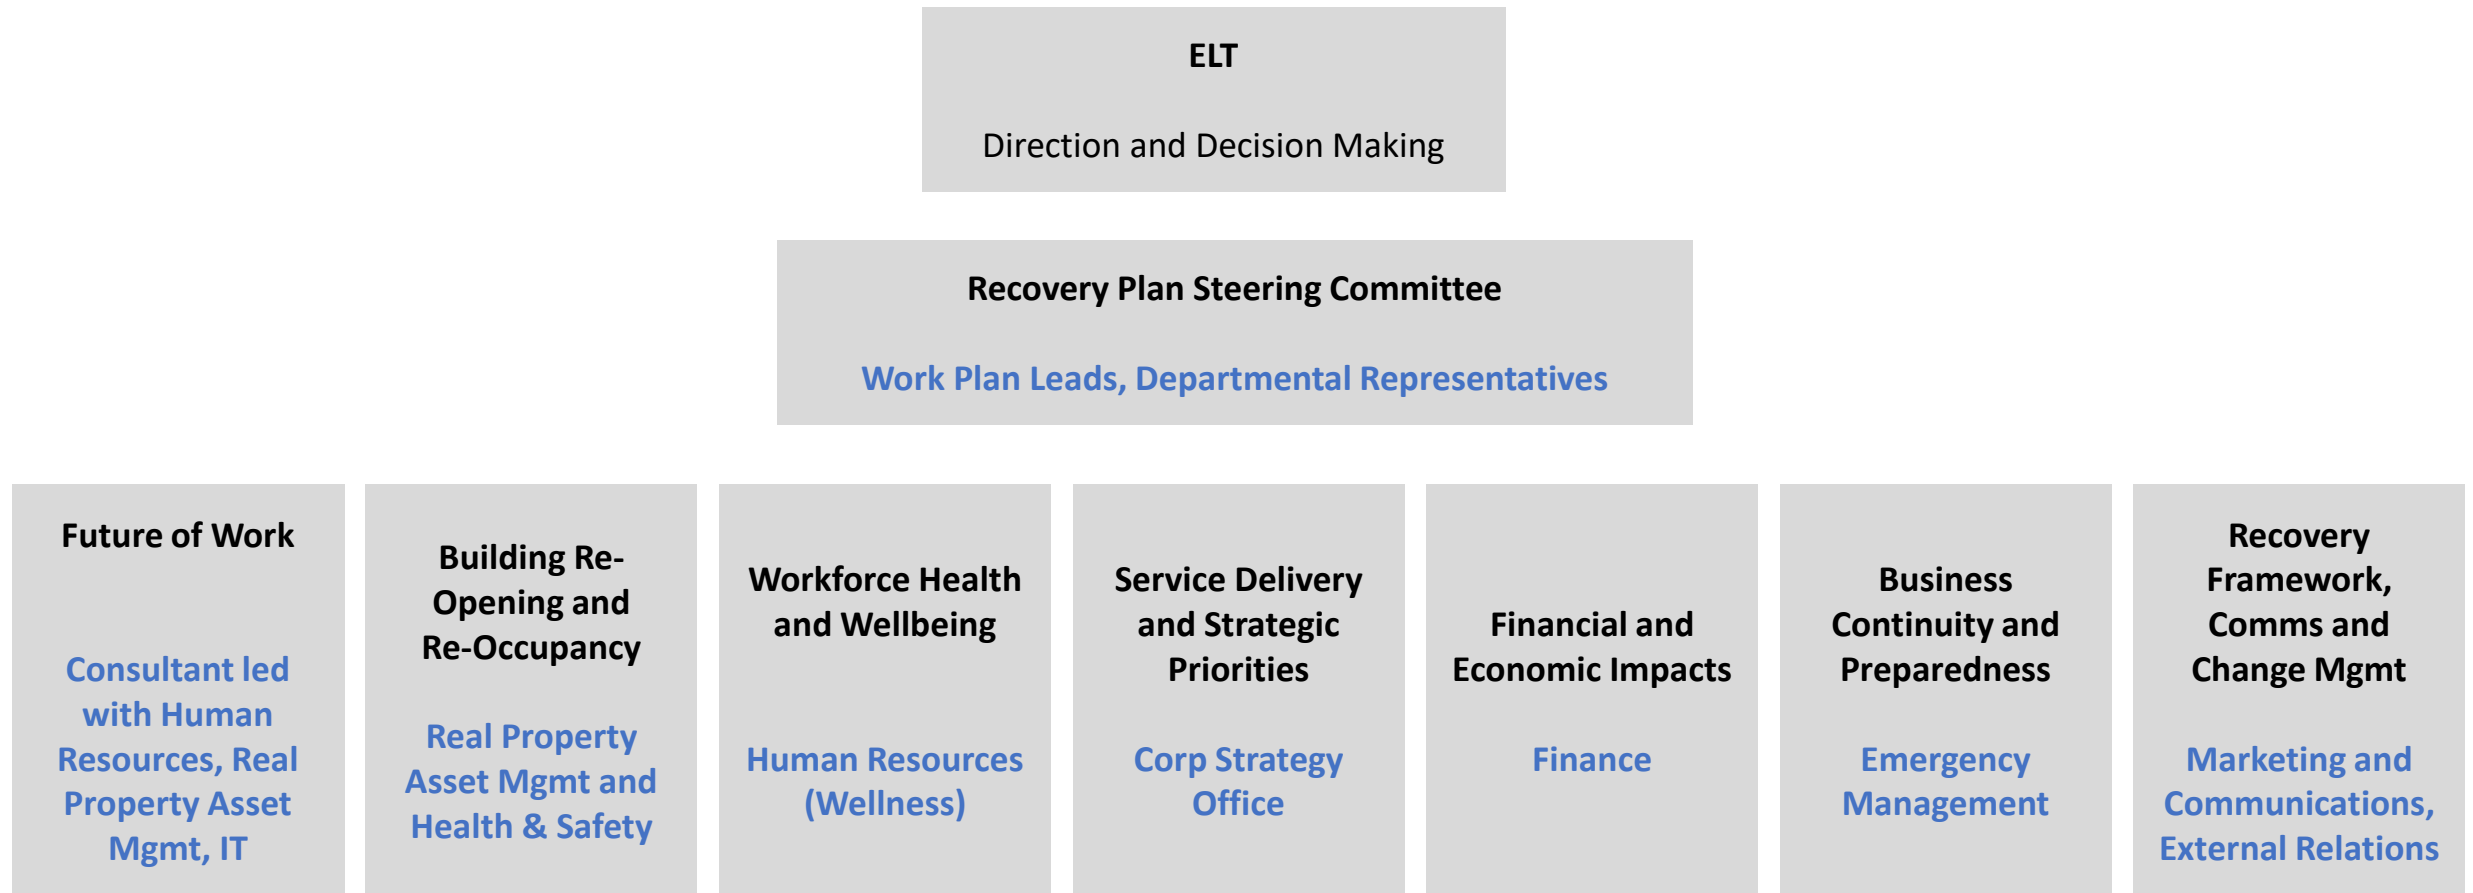 ELT
Direction and Decision Making
Recovery Plan Steering Committee
Work Plan Leads, Departmental Representatives
Future of Work
Consultant led
with Human
Resources, Real
Property Asset
Mgmt, IT
Building Re-
Opening and
Re-Occupancy
Real Property
Asset Mgmt and
Health & Safety
Workforce Health
and Wellbeing
Human Resources
(Wellness)
Service Delivery
and Strategic
Priorities
Corp Strategy
Office
Financial and
Economic Impacts
Finance
Business
Continuity and
Preparedness
Emergency
Management
Recovery
Framework,
Comms and
Change Mgmt
Marketing and
Communications,
External Relations